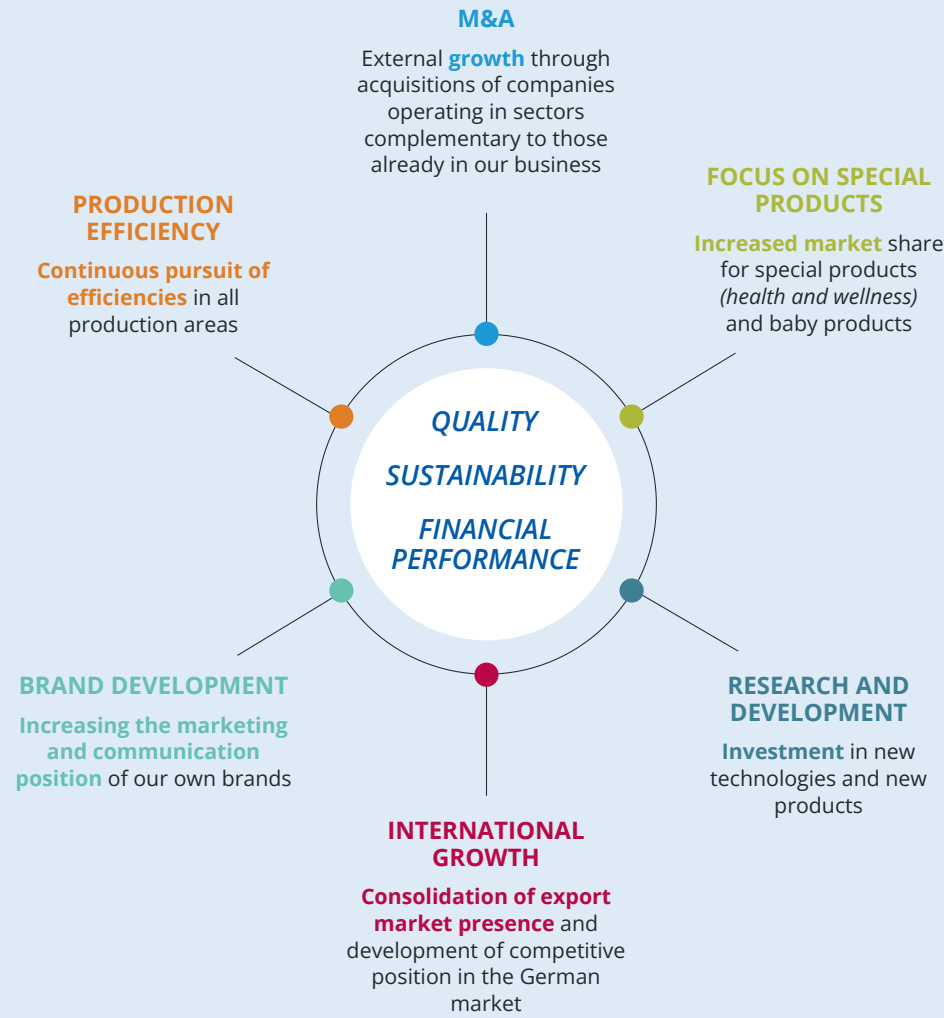 M&A
External growth through
acquisitions of companies
operating in sectors
complementary to those
already in our business
FOCUS ON SPECIAL
PRODUCTS
Increased market share
for special products
(health and wellness)
and baby products
PRODUCTION
EFFICIENCY
Continuous pursuit of
efficiencies in all
production areas
QUALITY
SUSTAINABILITY
FINANCIAL
PERFORMANCE
BRAND DEVELOPMENT
Increasing the marketing
and communication
position of our own brands
RESEARCH AND
DEVELOPMENT
Investment in new
technologies and new
products
INTERNATIONAL
GROWTH
Consolidation of export
market presence and
development of competitive
position in the German
market